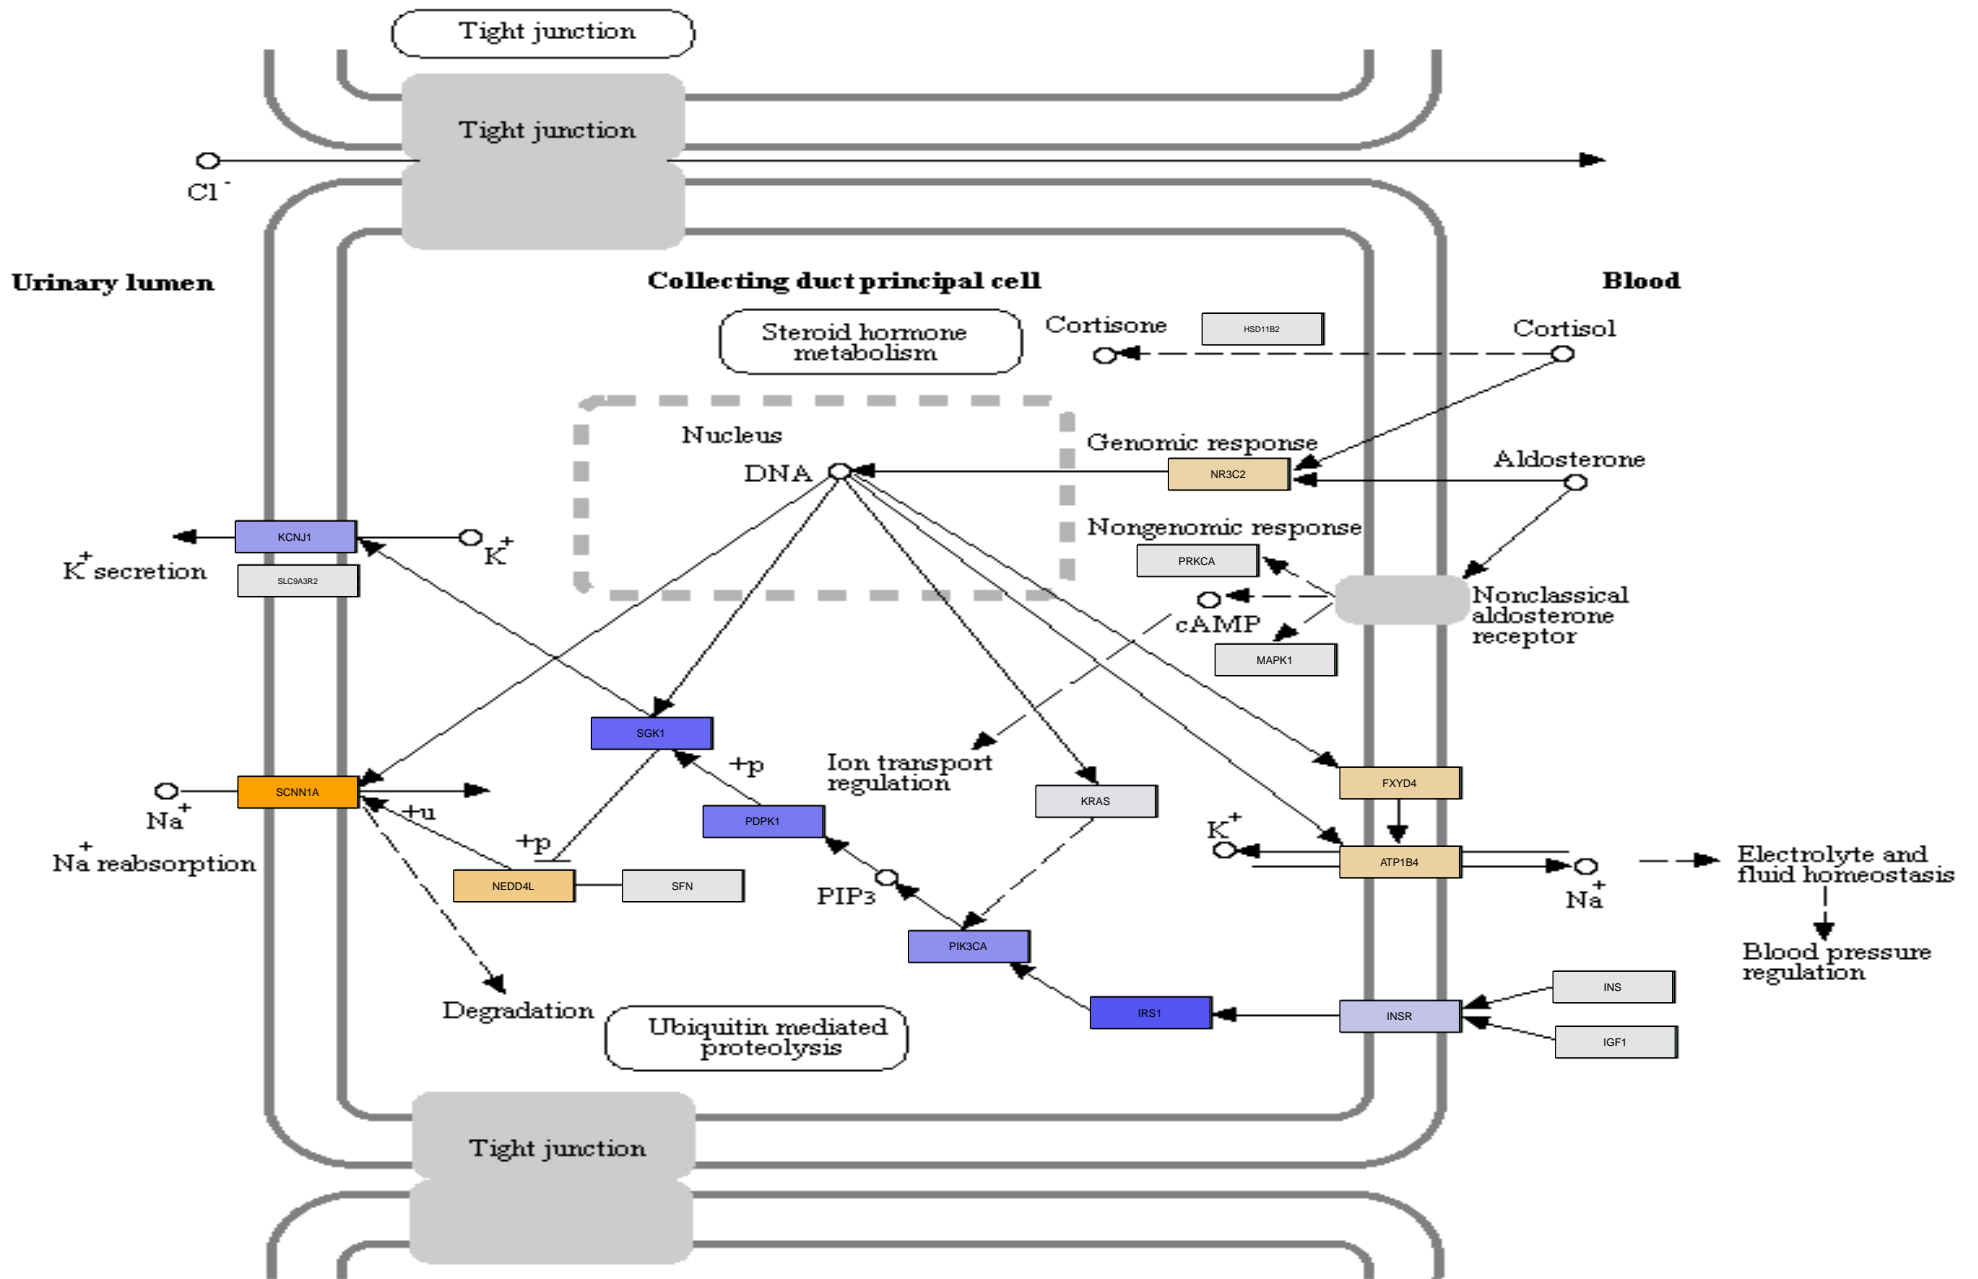 Tight junction
Tight junction
Cl -
Urinary lumen
Collecting duct principal cell
Blood
Steroid hormone
metabolism
Cortisone
HSD11B2
Cortisol
Nucleus
DNA
Genomic response
NR3C2
Aldosterone
Nongenomic response
PRKCA
cAMP
MAPK1
Nonclassical
aldosterone
receptor
KCNJ1
K+
K+ secretion
SLC9A3R2
SGK1
+p
Ion transport
regulation
KRAS
FXYD4
SCNN1A
Na+
+u
Na+ reabsorption
PDPK1
+p
NEDD4L
SFN
PIP3
K+
ATP1B4
Na+
Electrolyte and
fluid homeostasis
Blood pressure
regulation
PIK3CA
IRS1
INSR
INS
IGF1
Degradation
Ubiquitin mediated
proteolysis
Tight junction